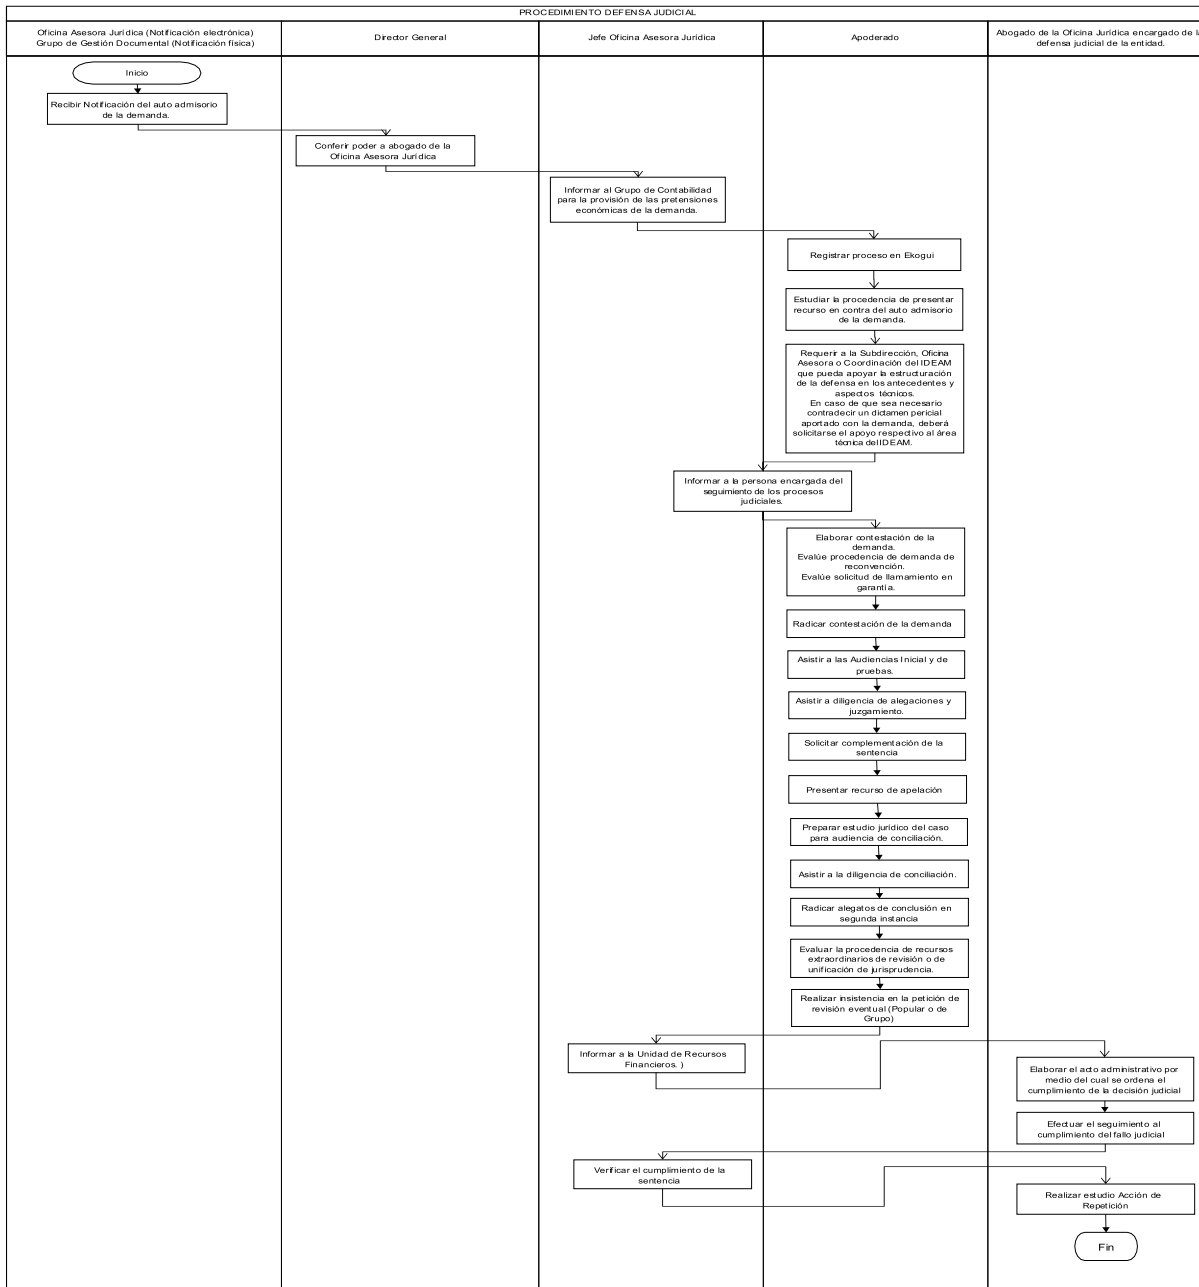 PROCEDIMIENTO DEFENSA JUDICIAL
Oficina Asesora Jurídica (Notificación electrónica)
Grupo de Gestión Documental (Notificación física)
Director General
Jefe Oficina Asesora Jurídica
Apoderado
Abogado de la Oficina Jurídica encargado de la
defensa judicial de la entidad.
Inicio
Recibir Notificación del auto admisorio
de la demanda.
Conferir poder a abogado de la
Oficina Asesora Jurídica
Informar al Grupo de Contabilidad
para la provisión de las pretensiones
económicas de la demanda.
Registrar proceso en Ekogui
Estudiar la procedencia de presentar
recurso en contra del auto admisorio
de la demanda.
Requerir a la Subdirección, Oficina
Asesora o Coordinación del IDEAM
que pueda apoyar la estructuración
de la defensa en los antecedentes y
aspectos técnicos.
En caso de que sea necesario
contradecir un dictamen pericial
aportado con la demanda, deberá
solicitarse el apoyo respectivo al área
técnica del IDEAM.
Informar a la persona encargada del
seguimiento de los procesos
judiciales.
Elaborar contestación de la
demanda.
Evalúe procedencia de demanda de
reconvención.
Evalúe solicitud de llamamiento en
garantía.
Radicar contestación de la demanda
Asistir a las Audiencias Inicial y de
pruebas.
Asistir a diligencia de alegaciones y
juzgamiento.
Solicitar complementación de la
sentencia
Presentar recurso de apelación
Preparar estudio jurídico del caso
para audiencia de conciliación.
Asistir a la diligencia de conciliación.
Radicar alegatos de conclusión en
segunda instancia
Evaluar la procedencia de recursos
extraordinarios de revisión o de
unificación de jurisprudencia.
Realizar insistencia en la petición de
revisión eventual (Popular o de
Grupo)
Informar a la Unidad de Recursos
Financieros. )
Elaborar el acto administrativo por
medio del cual se ordena el
cumplimiento de la decisión judicial
Efectuar el seguimiento al
cumplimiento del fallo judicial
Verificar el cumplimiento de la
sentencia
Realizar estudio Acción de
Repetición
Fin